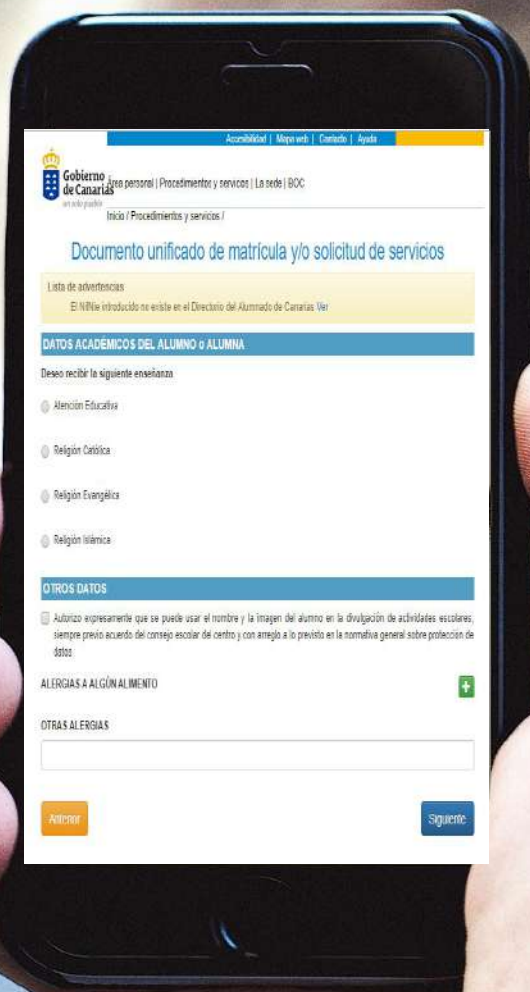 Accesibilidad | Mapa web | Contacto | Ayuda
Gobierno de Canarias
un solo pueblo
Área personal | Procedimientos y servicios | La sede | BOC
Inicio / Procedimientos y servicios /
Documento unificado de matrícula y/o solicitud de servicios
Lista de advertencias
El NIF/Nie introducido no existe en el Directorio del Alumnado de Canarias Ver
DATOS ACADÉMICOS DEL ALUMNO o ALUMNA
Deseo recibir la siguiente enseñanza
Atención Educativa
Religión Católica
Religión Evangélica
Religión Islámica
OTROS DATOS
Autorizo expresamente que se puede usar el nombre y la imagen del alumno en la divulgación de actividades escolares,
siempre previo acuerdo del consejo escolar del centro y con arreglo a lo previsto en la normativa general sobre protección de
datos
ALERGIAS A ALGÚN ALIMENTO
OTRAS ALERGIAS
Anterior
Siguiente